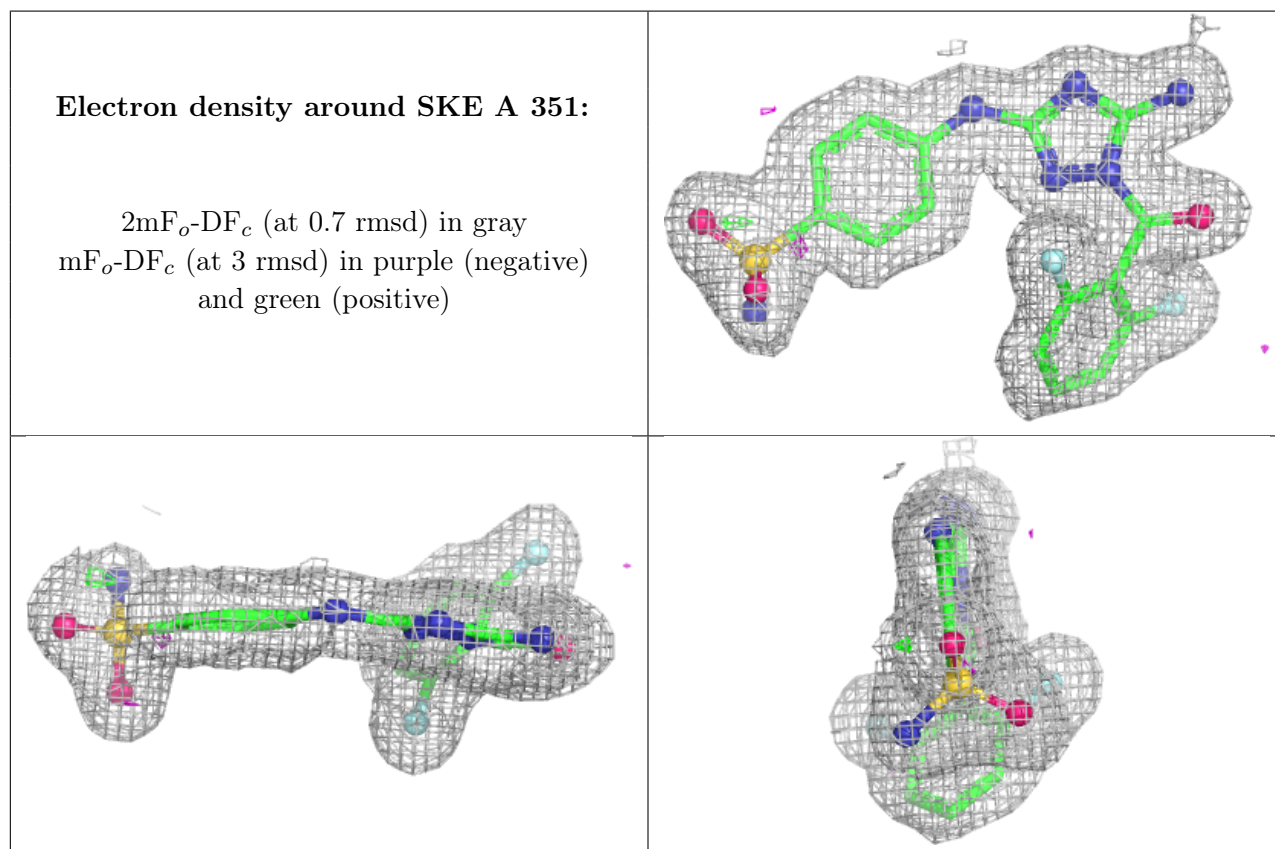 Electron density around SKE A 351:
2mFₒ-DF𝒸 (at 0.7 rmsd) in gray
mFₒ-DF𝒸 (at 3 rmsd) in purple (negative)
and green (positive)